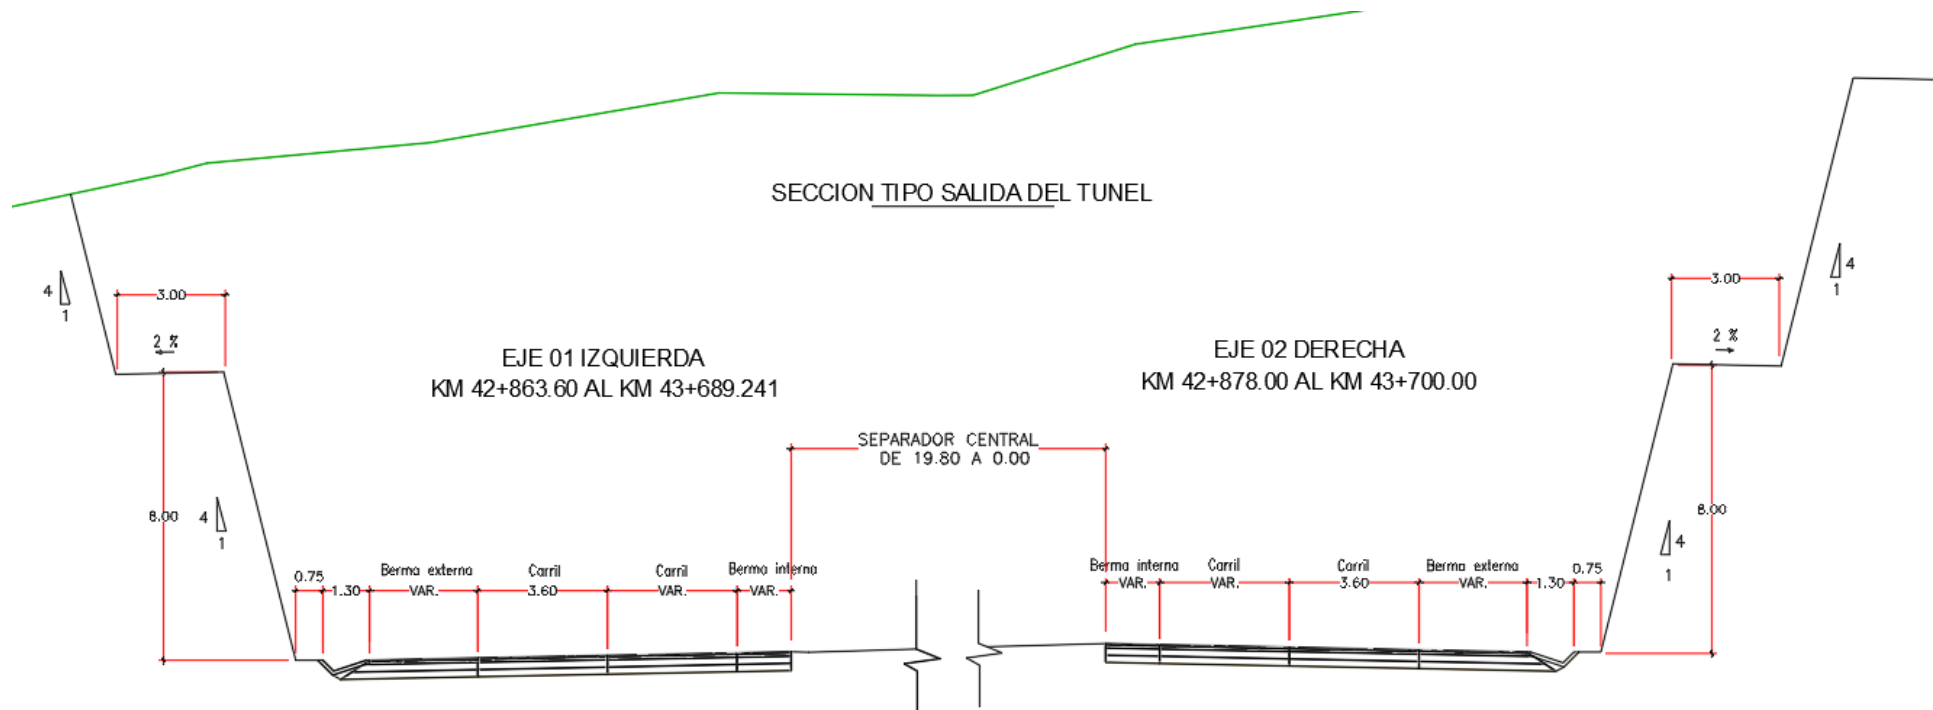 SECCION TIPO SALIDA DEL TUNEL
4
1
3.00
2 %
EJE 01 IZQUIERDA
KM 42+863.60 AL KM 43+689.241
EJE 02 DERECHA
KM 42+878.00 AL KM 43+700.00
3.00
2 %
4
1
SEPARADOR CENTRAL
DE 19.80 A 0.00
8.00
4
1
8.00
4
1
0.75
1.30
Berma externa
VAR.
Carril
3.60
Carril
VAR.
Berma interna
VAR.
Berma interna
VAR.
Carril
VAR.
Carril
3.60
Berma externa
VAR.
1.30
0.75